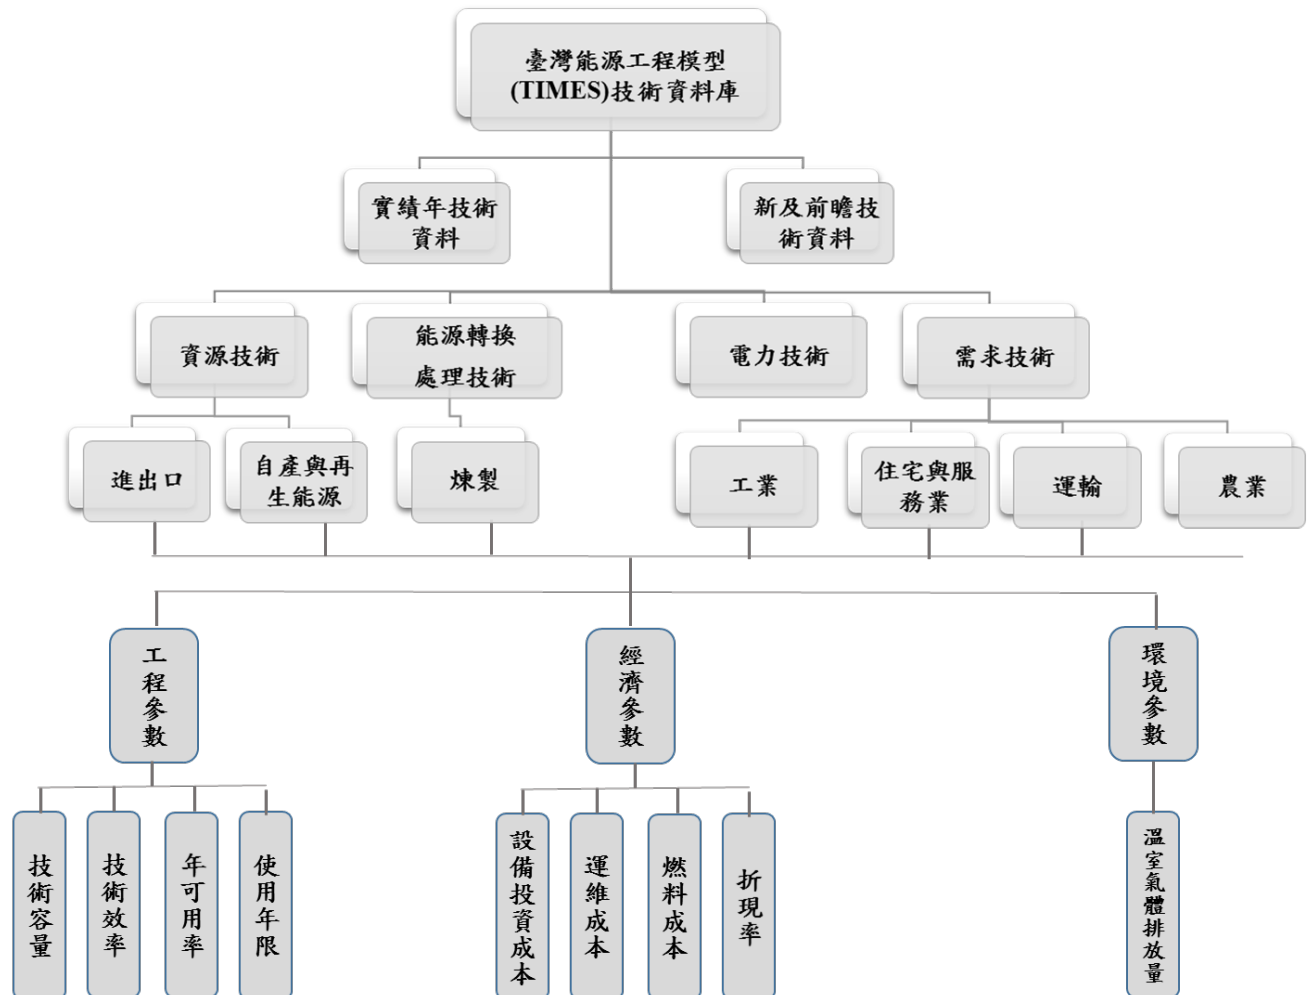 臺灣能源工程模型
(TIMES)技術資料庫
實績年技術
資料
新及前瞻技
術資料
資源技術
能源轉換
處理技術
電力技術
需求技術
進出口
自產與再
生能源
煉製
工業
住宅與服
務業
運輸
農業
工程參數
經濟參數
環境參數
技術容量
技術效率
年可用率
使用年限
設備投資成本
運維成本
燃料成本
折現率
溫室氣體排放量